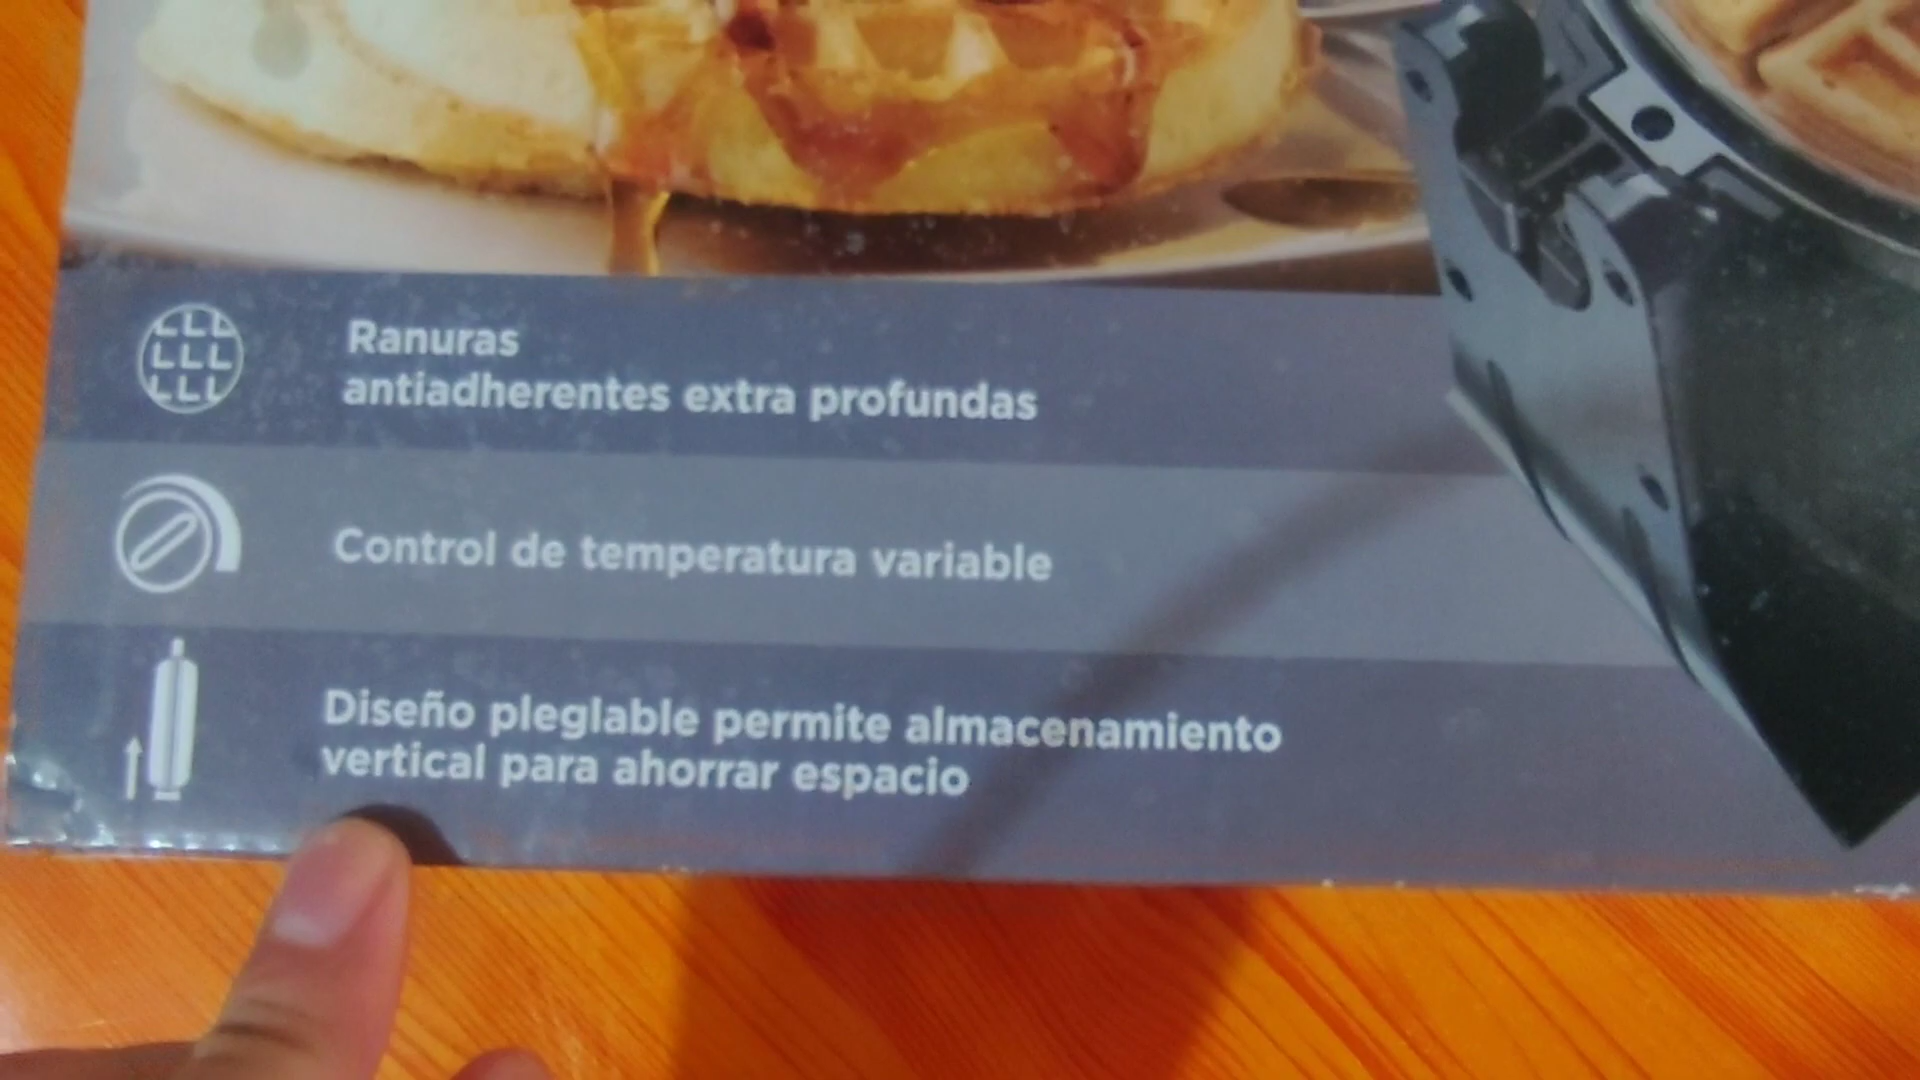 Ranuras
antiadherentes extra profundas
Control de temperatura variable
Diseño pleglable permite almacenamiento
vertical para ahorrar espacio